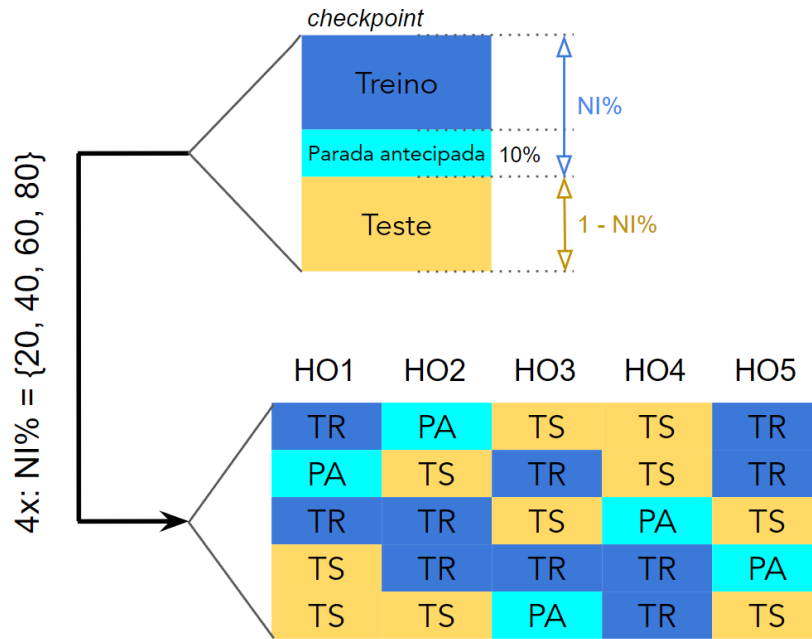 checkpoint
Treino
NI%
Parada antecipada 10%
Teste
1 - NI%
4x: NI% = {20, 40, 60, 80}
HO1 HO2 HO3 HO4 HO5
TR PA TS TS TR
PA TS TR TS TR
TR TR TS PA TS
TS TR TR TR PA
TS TS PA TR TS